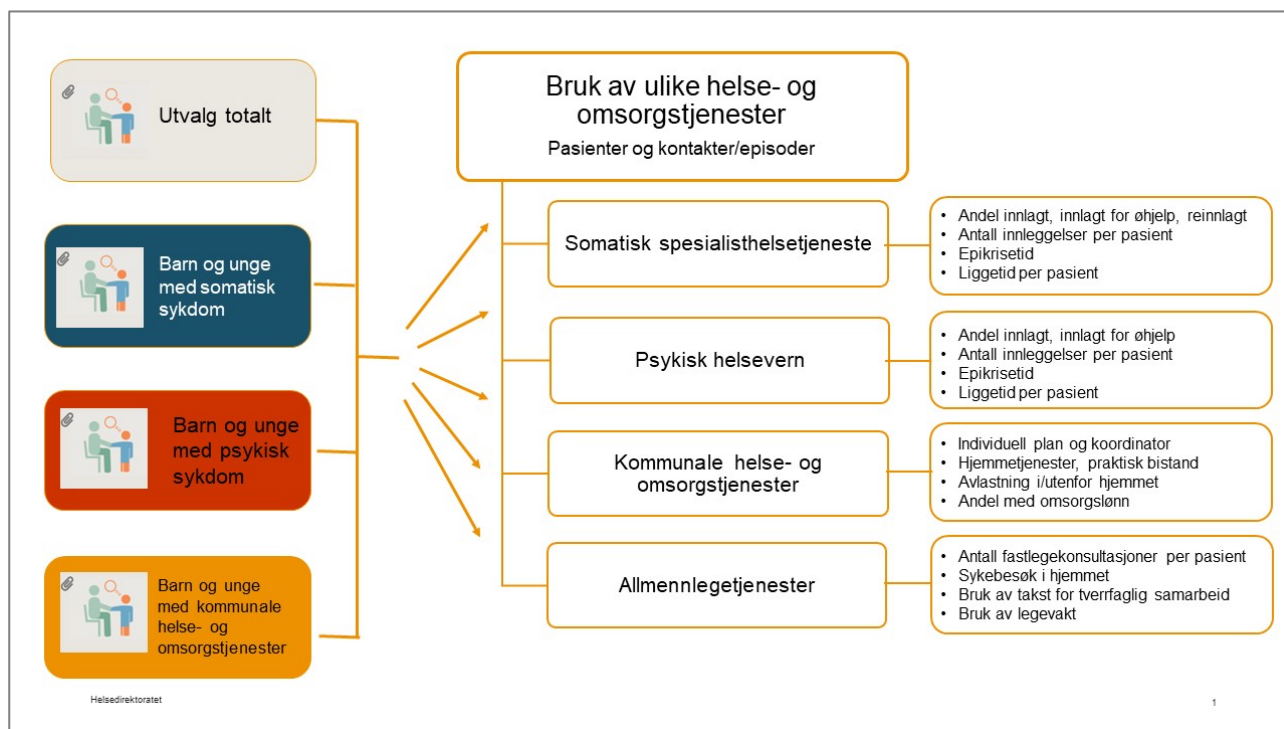 Utvalg totalt
Barn og unge
med somatisk
sykdom
Barn og unge
med psykisk
sykdom
Barn og unge
med kommunale
helse- og
omsorgstjenester
Bruk av ulike helse- og
omsorgstjenester
Pasienter og kontakter/episoder
Somatisk spesialisthelsetjeneste
• Andel innlagt, innlagt for øhjelp, reinnlagt
• Antall innleggelser per pasient
• Epikrisetid
• Liggetid per pasient
Psykisk helsevern
• Andel innlagt, innlagt for øhjelp
• Antall innleggelser per pasient
• Epikrisetid
• Liggetid per pasient
Kommunale helse- og
omsorgstjenester
• Individuell plan og koordinator
• Hjemmetjenester, praktisk bistand
• Avlastning i/utenfor hjemmet
• Andel med omsorgslønn
Allmennlegetjenester
• Antall fastlegekonsultasjoner per pasient
• Sykebesøk i hjemmet
• Bruk av takst for tverfaglig samarbeid
• Bruk av legevakt
Helsedirektoratet
1